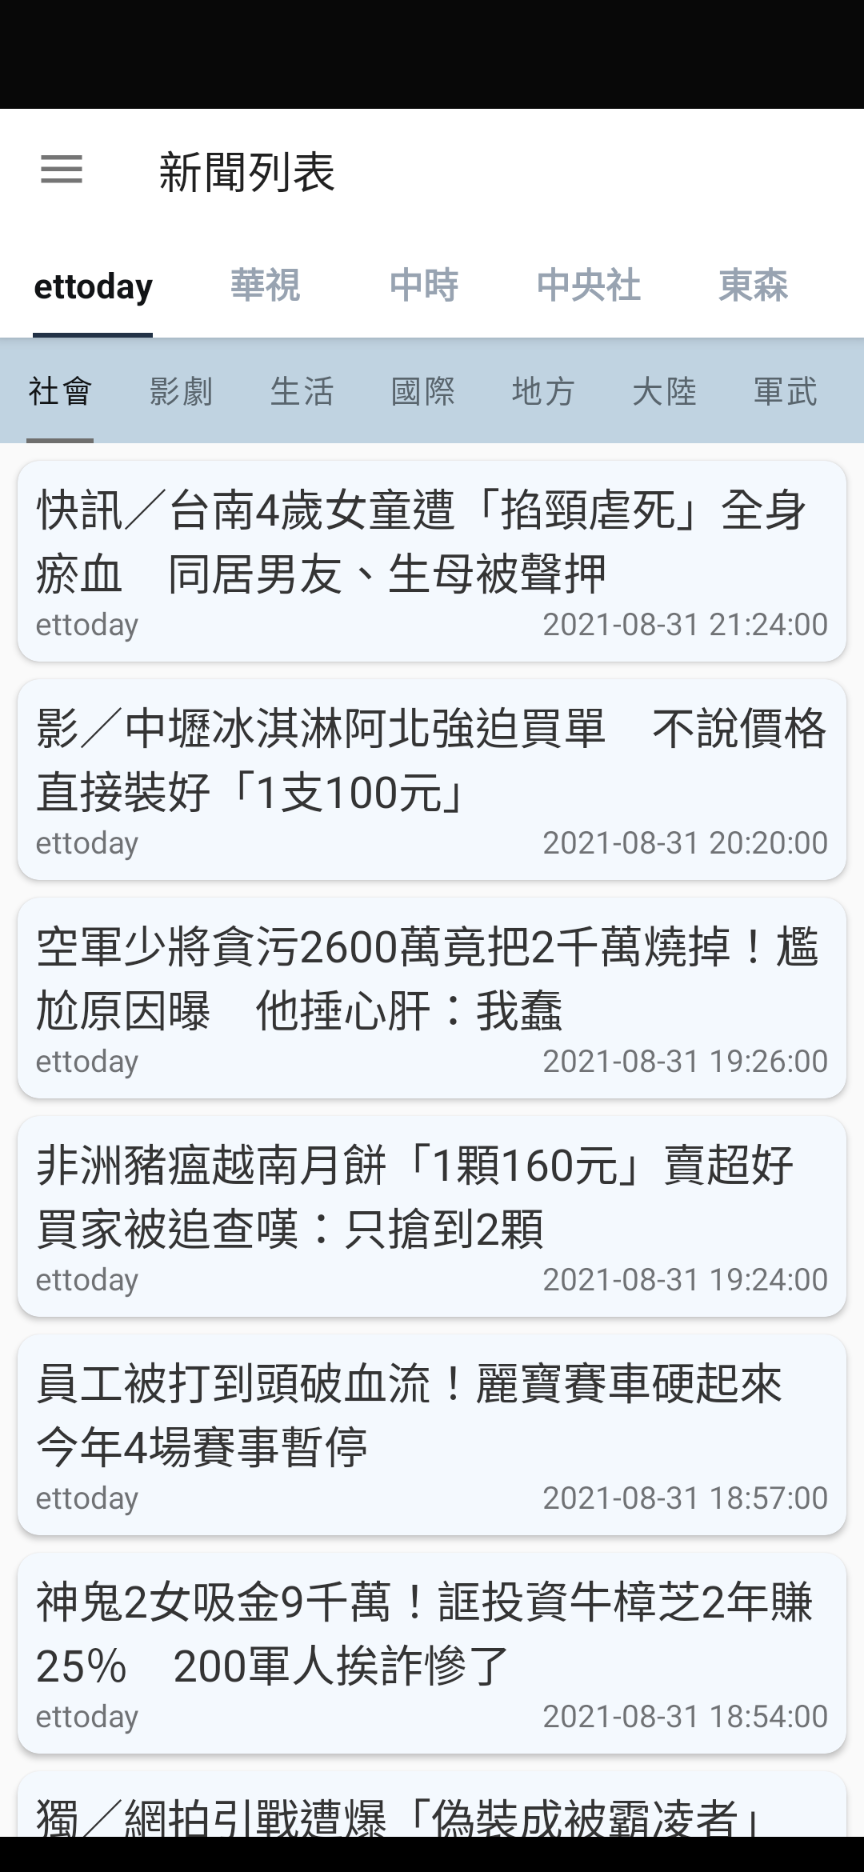 新聞列表
ettoday 華視 中時 中央社 東森
社會 影劇 生活 國際 地方 大陸 軍武
快訊／台南4歲女童遭「掐頸虐死」全身
瘀血　同居男友、生母被聲押
ettoday 2021-08-31 21:24:00
影／中壢冰淇淋阿北強迫買單　不說價格
直接裝好「1支100元」
ettoday 2021-08-31 20:20:00
空軍少將貪污2600萬竟把2千萬燒掉！尷
尬原因曝　他捶心肝：我蠢
ettoday 2021-08-31 19:26:00
非洲豬瘟越南月餅「1顆160元」賣超好
買家被追查嘆：只搶到2顆
ettoday 2021-08-31 19:24:00
員工被打到頭破血流！麗寶賽車硬起來
今年4場賽事暫停
ettoday 2021-08-31 18:57:00
神鬼2女吸金9千萬！誆投資牛樟芝2年賺
25%　200軍人挨詐慘了
ettoday 2021-08-31 18:54:00
獨／網拍引戰遭爆「偽裝成被霸凌者」